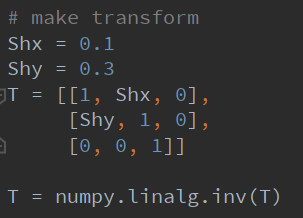 # make transform
Shx = 0.1
Shy = 0.3
T = [[1, Shx, 0],
[Shy, 1, 0],
[0, 0, 1]]
T = numpy.linalg.inv(T)